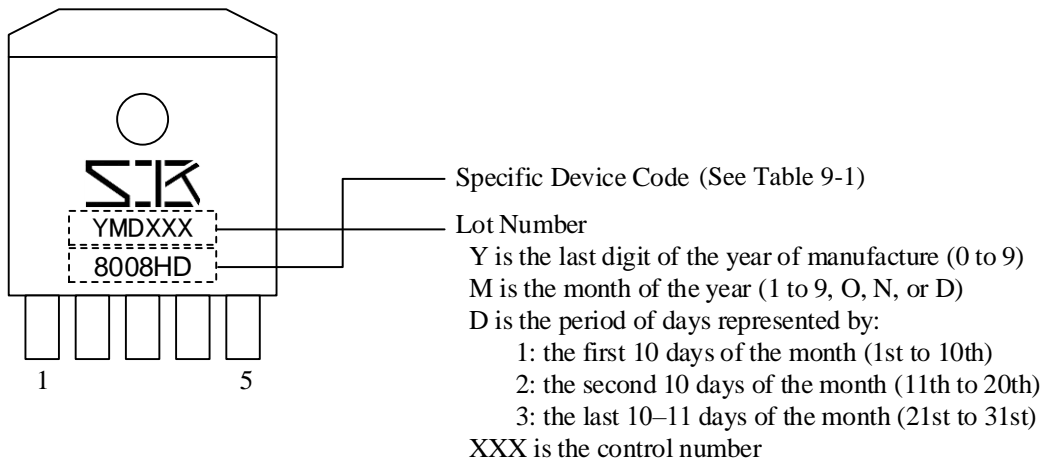 SK
YMDXXX
8008HD
1 5
Specific Device Code (See Table 9-1)
Lot Number
Y is the last digit of the year of manufacture (0 to 9)
M is the month of the year (1 to 9, O, N, or D)
D is the period of days represented by:
1: the first 10 days of the month (1st to 10th)
2: the second 10 days of the month (11th to 20th)
3: the last 10–11 days of the month (21st to 31st)
XXX is the control number